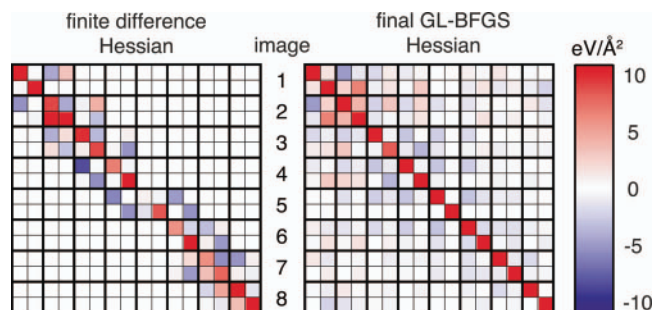 finite difference
Hessian
image
final GL-BFGS
Hessian
eV/Å²
1
2
3
4
5
6
7
8
10
5
0
-5
-10